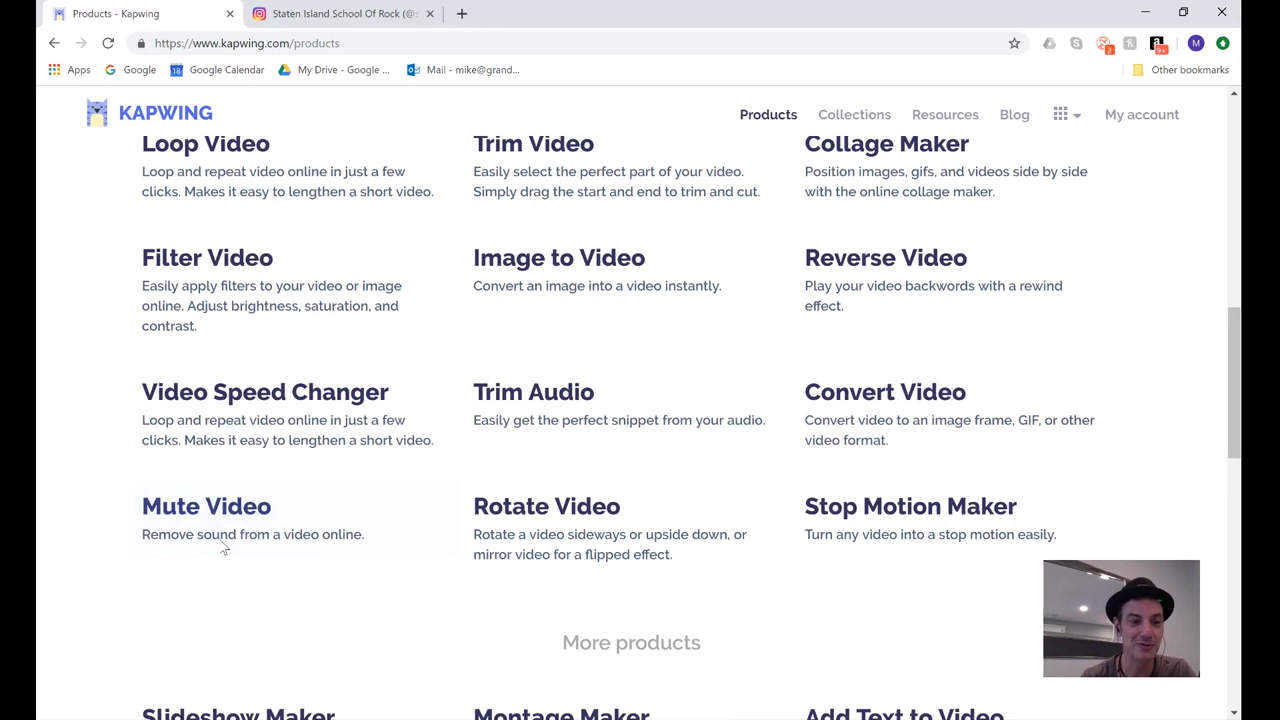 Products - Kapwing
Staten Island School Of Rock (@s
https://www.kapwing.com/products
2
9+
M
Apps
Google
18
Google Calendar
My Drive - Google ...
Mail - mike@grand...
Other bookmarks
KAPWING
Products
Collections
Resources
Blog
My account
Loop Video
Loop and repeat video online in just a few
clicks. Makes it easy to lengthen a short video.
Trim Video
Easily select the perfect part of your video.
Simply drag the start and end to trim and cut.
Collage Maker
Position images, gifs, and videos side by side
with the online collage maker.
Filter Video
Easily apply filters to your video or image
online. Adjust brightness, saturation, and
contrast.
Image to Video
Convert an image into a video instantly.
Reverse Video
Play your video backwords with a rewind
effect.
Video Speed Changer
Loop and repeat video online in just a few
clicks. Makes it easy to lengthen a short video.
Trim Audio
Easily get the perfect snippet from your audio.
Convert Video
Convert video to an image frame, GIF, or other
video format.
Mute Video
Remove sound from a video online.
Rotate Video
Rotate a video sideways or upside down, or
mirror video for a flipped effect.
Stop Motion Maker
Turn any video into a stop motion easily.
More products
Slideshow Maker
Montage Maker
Add Text to Video